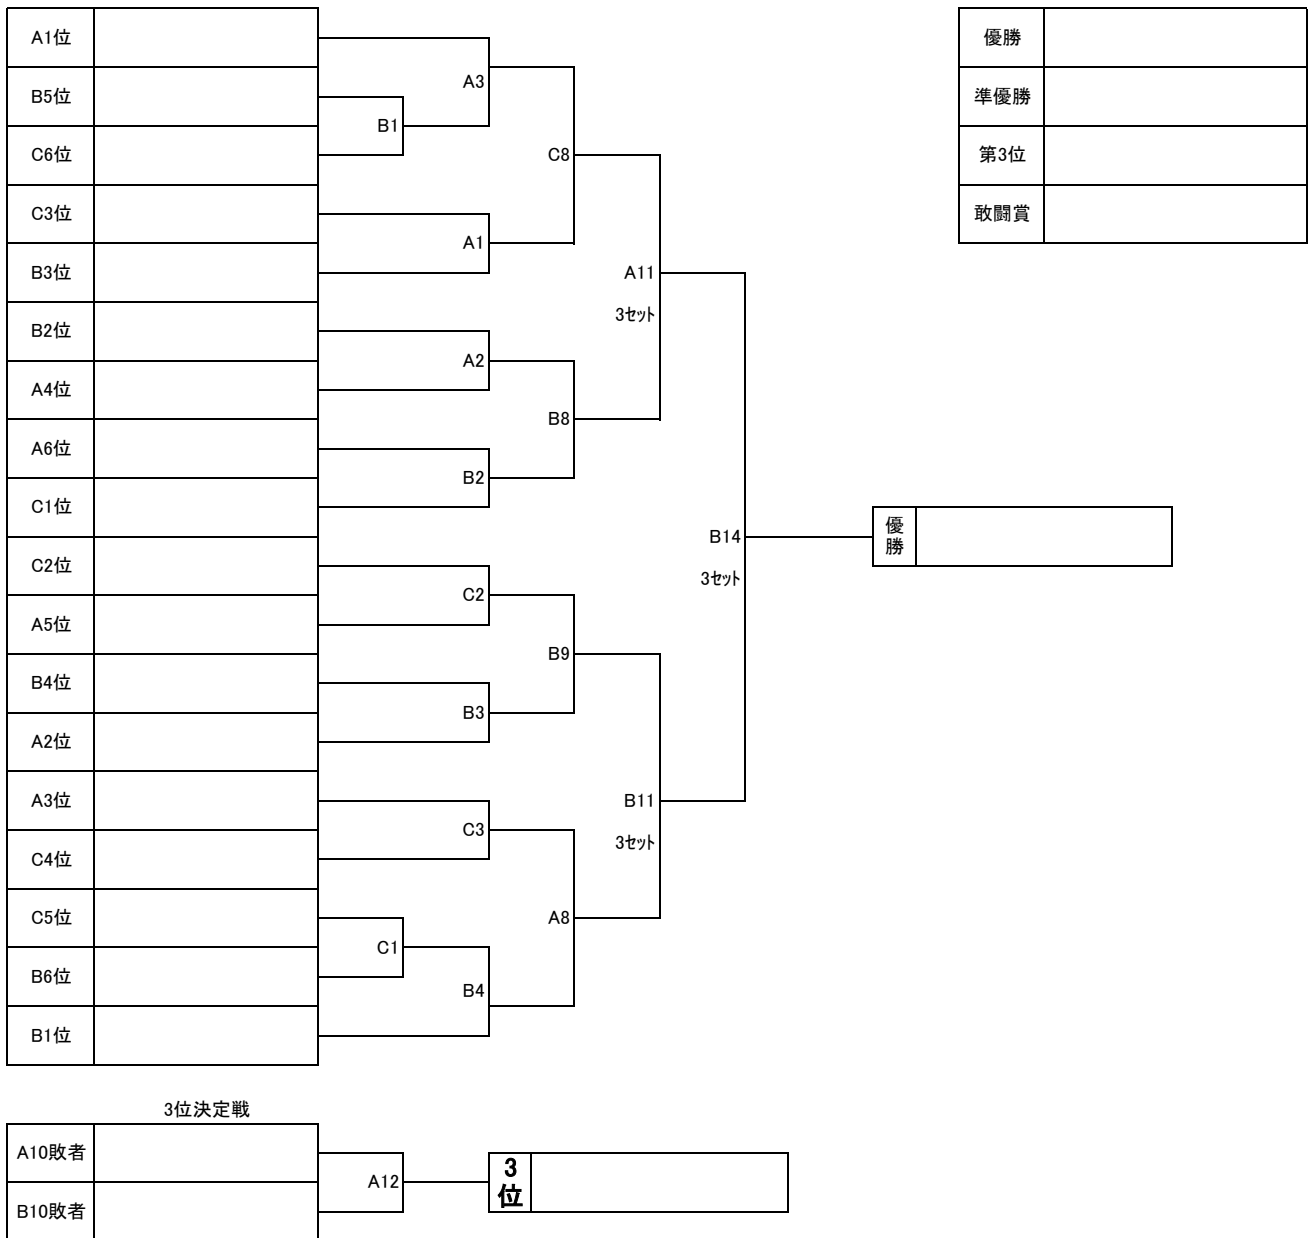 A1位
B5位
C6位
C3位
B3位
B2位
A4位
A6位
C1位
C2位
A5位
B4位
A2位
A3位
C4位
C5位
B6位
B1位
B1
C1
A3
A1
A2
B2
C2
B3
C3
B4
C8
B8
B9
A8
A11
3ｾｯﾄ
B11
3ｾｯﾄ
B14
3ｾｯﾄ
優勝
優勝
準優勝
第3位
敢闘賞
3位決定戦
A10敗者
B10敗者
A12
3位